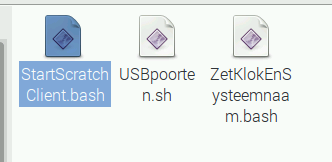 StartScratch
Client.bash
USBpoorte
n.sh
ZetKlokEnS
ysteemnaa
m.bash